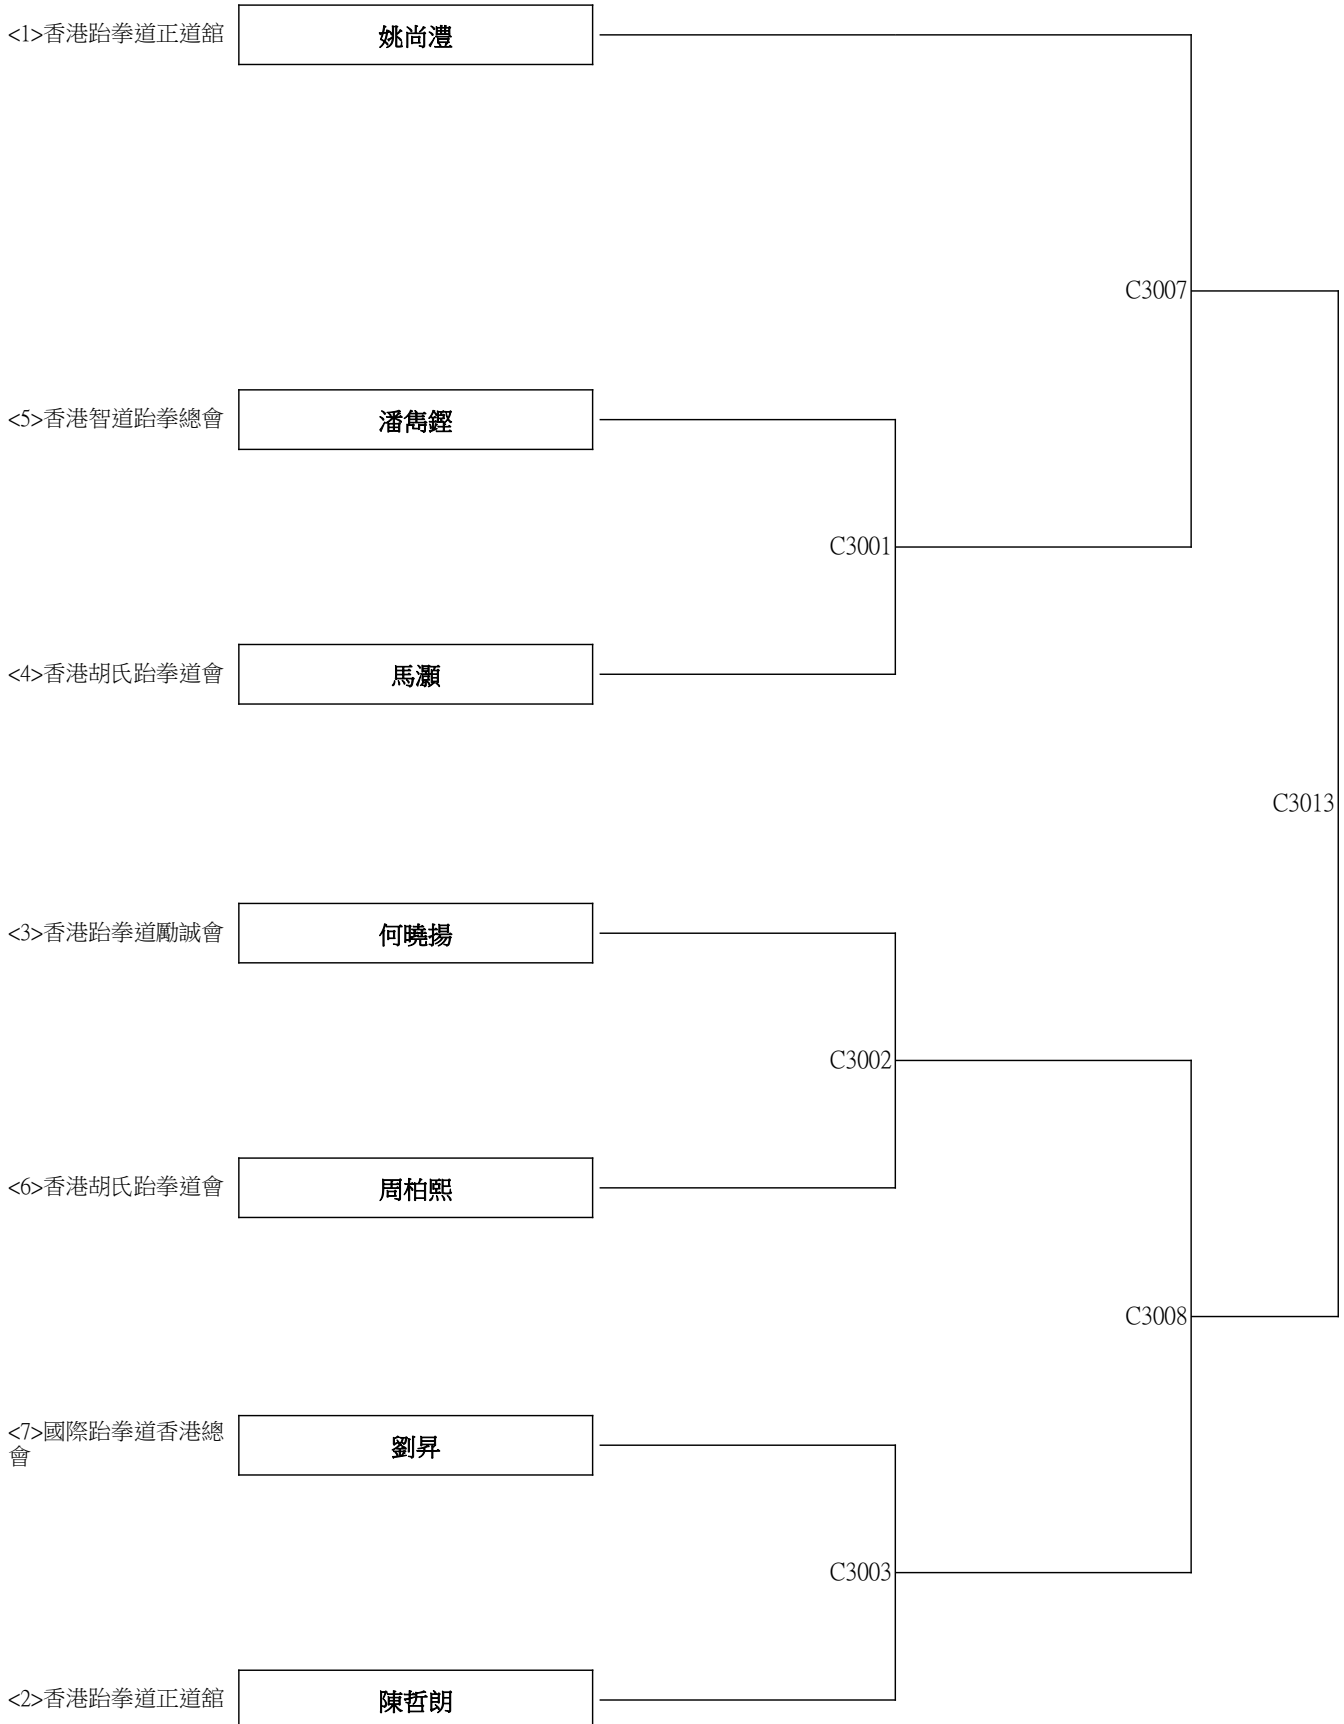 <1>香港跆拳道正道舘
姚尚澧
C3007
<5>香港智道跆拳總會
潘雋鏗
C3001
<4>香港胡氏跆拳道會
馬灝
C3013
<3>香港跆拳道勵誠會
何曉揚
C3002
<6>香港胡氏跆拳道會
周柏熙
C3008
<7>國際跆拳道香港總
會
劉昇
C3003
<2>香港跆拳道正道舘
陳哲朗